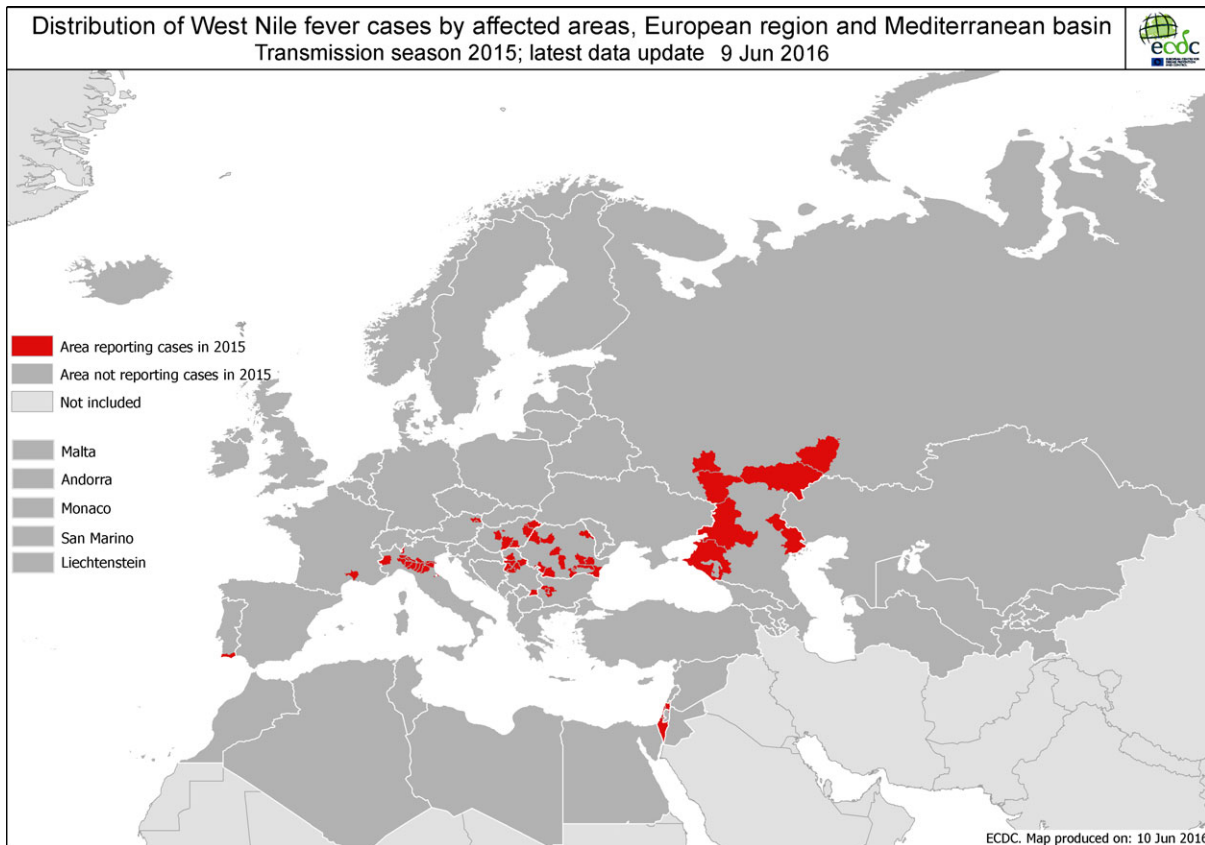 Distribution of West Nile fever cases by affected areas, European region and Mediterranean basin
Transmission season 2015; latest data update 9 Jun 2016
ecdc
Area reporting cases in 2015
Area not reporting cases in 2015
Not included
Malta
Andorra
Monaco
San Marino
Liechtenstein
ECDC. Map produced on: 10 Jun 2016